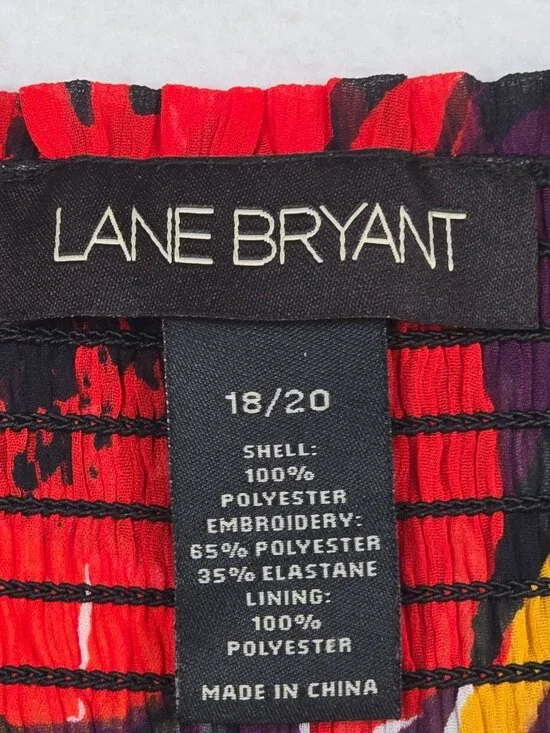 LANE BRYANT
18/20
SHELL:
100%
POLYESTER
EMBROIDERY:
65% POLYESTER
35% ELASTANE
LINING:
100%
POLYESTER
MADE IN CHINA